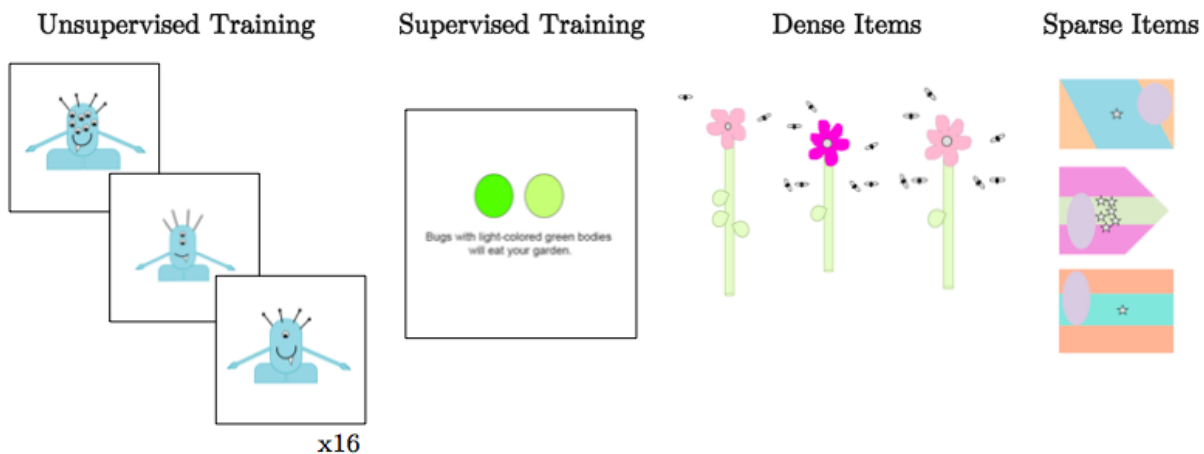 Unsupervised Training
Supervised Training
Dense Items
Sparse Items
Bugs with light-colored green bodies
will eat your garden.
x16